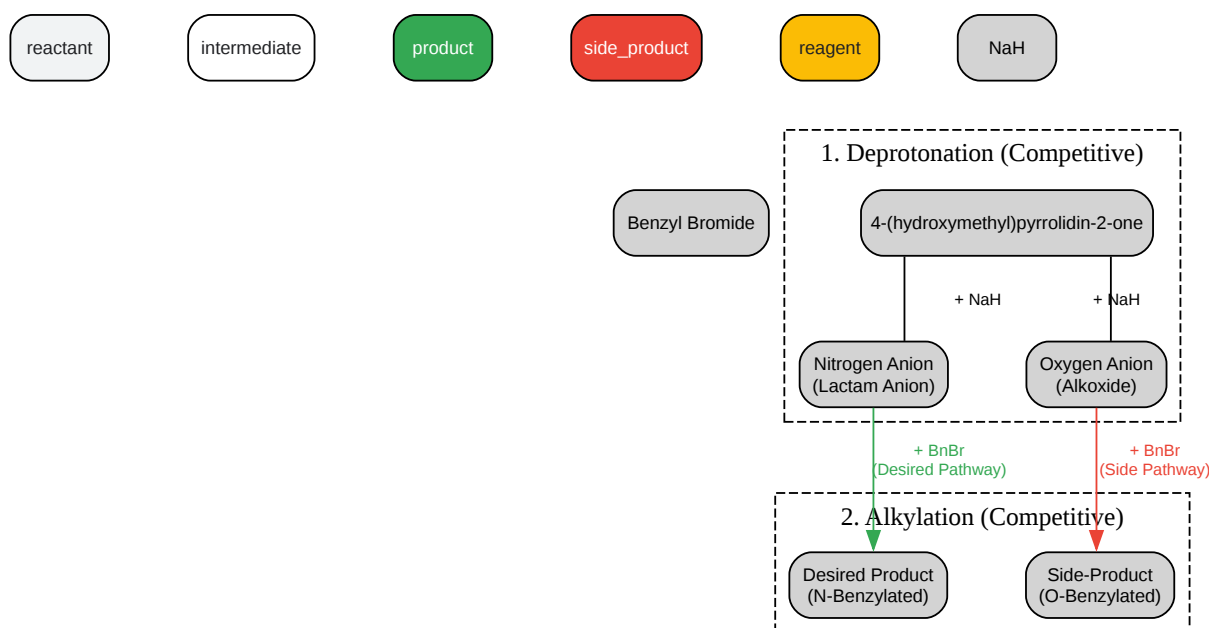 reactant
intermediate
product
side_product
reagent
NaH
1. Deprotonation (Competitive)
Benzyl Bromide
4-(hydroxymethyl)pyrrolidin-2-one
+ NaH
+ NaH
Nitrogen Anion
(Lactam Anion)
Oxygen Anion
(Alkoxide)
+ BnBr
(Desired Pathway)
+ BnBr
(Side Pathway)
2. Alkylation (Competitive)
Desired Product
(N-Benzylated)
Side-Product
(O-Benzylated)